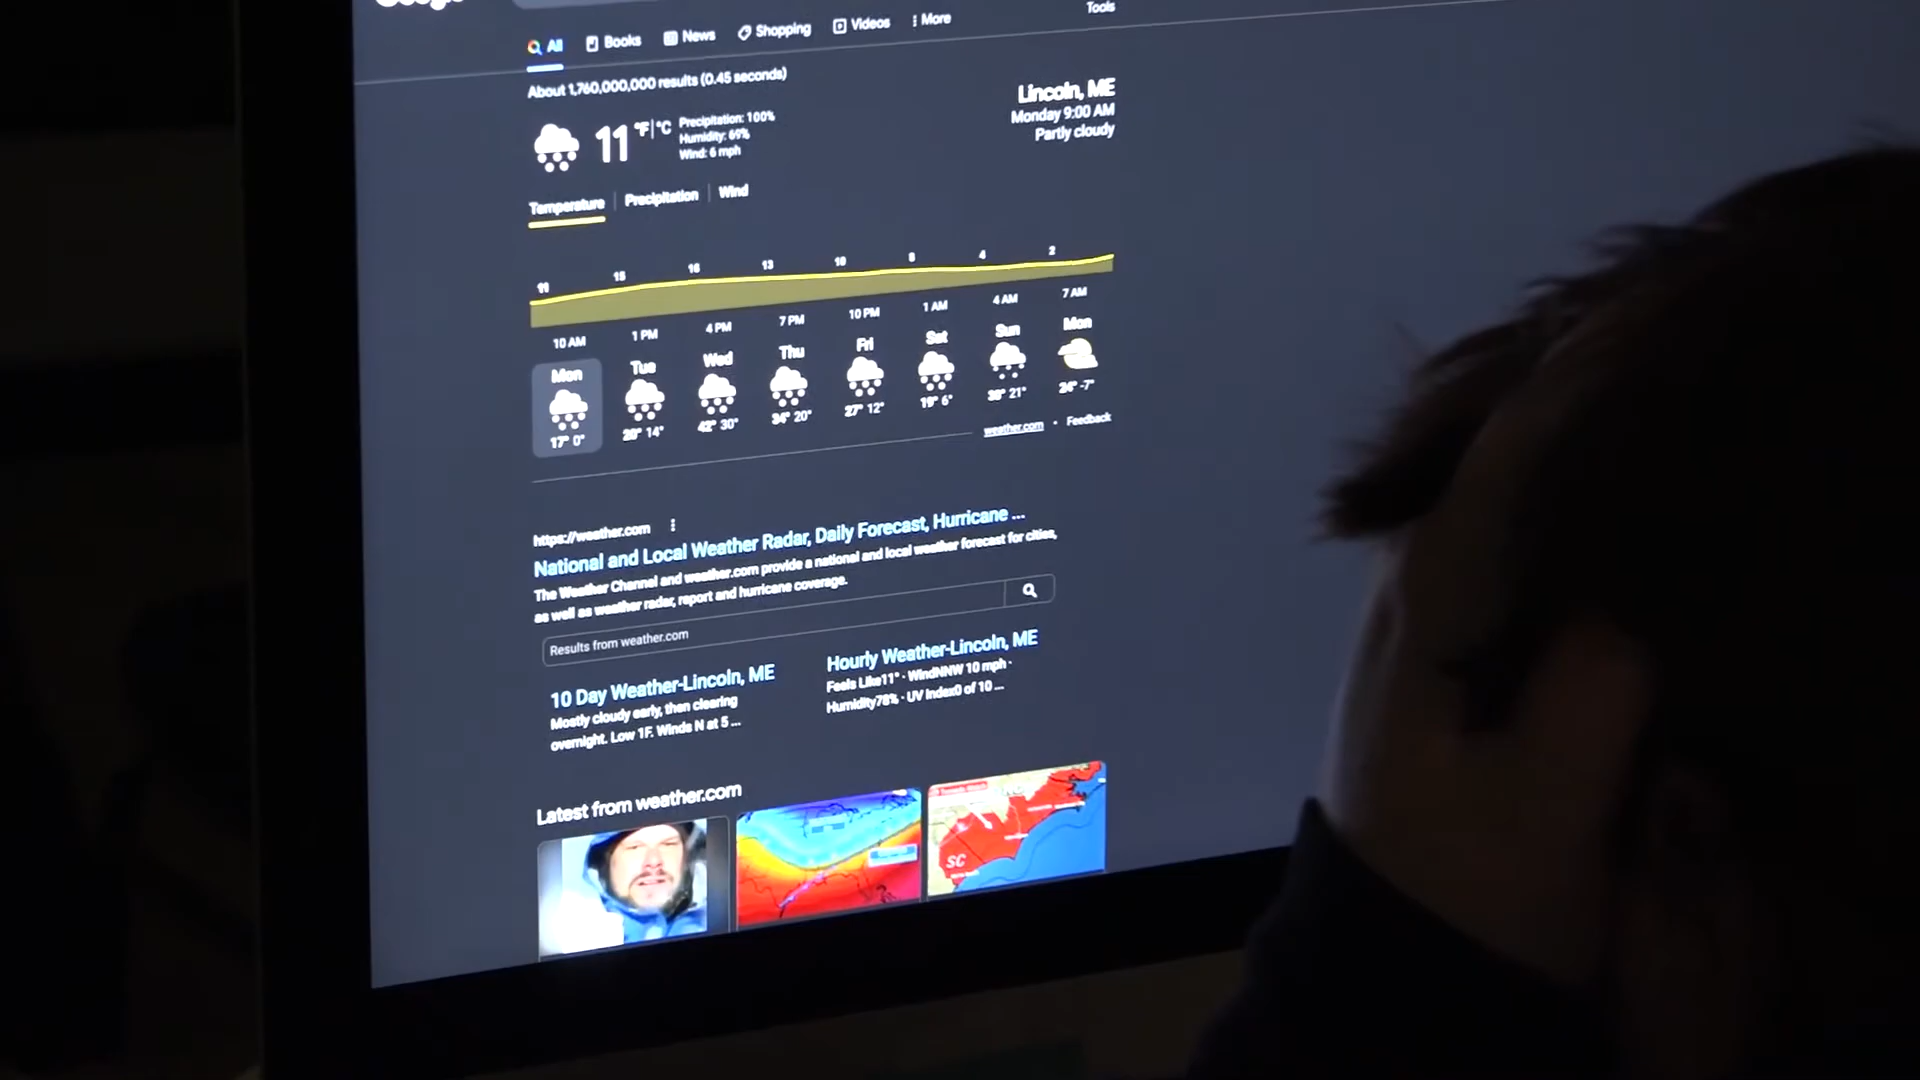 Google
All Books News Shopping Videos More
Tools
About 1,760,000,000 results (0.45 seconds)
11 °F|°C
Precipitation: 100%
Humidity: 69%
Wind: 6 mph
Lincoln, ME
Monday 9:00 AM
Partly cloudy
Temperature | Precipitation | Wind
11 15 16 13 10 8 4 2
10 AM 1 PM 4 PM 7 PM 10 PM 1 AM 4 AM 7 AM
Mon Tue Wed Thu Fri Sat Sun Mon
17° 0° 20° 14° 42° 30° 34° 20° 27° 12° 19° 6° 21° 24° -7°
weather.com • Feedback
https://weather.com
National and Local Weather Radar, Daily Forecast, Hurricane ...
The Weather Channel and weather.com provide a national and local weather forecast for cities,
as well as weather radar, report and hurricane coverage.
Results from weather.com
10 Day Weather-Lincoln, ME
Mostly cloudy early, then clearing
overnight. Low 1F. Winds N at 5 ...
Hourly Weather-Lincoln, ME
Feels Like11° · WindNNW 10 mph ·
Humidity78% · UV Index0 of 10 ...
Latest from weather.com
SC